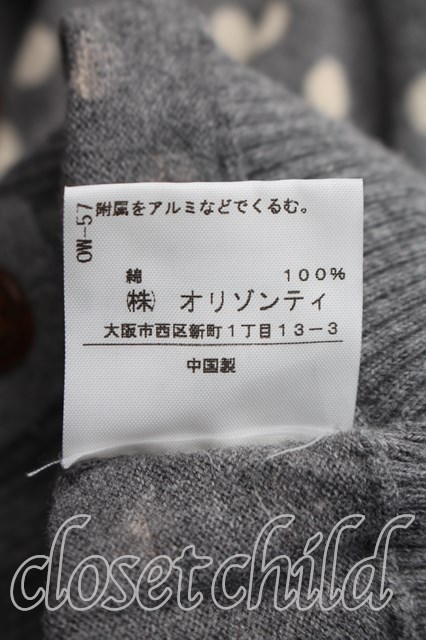 OW-57
附属をアルミなどでくるむ。
綿 100%
㈱ オリゾンティ
大阪市西区新町1丁目13-3
中国製
closet child